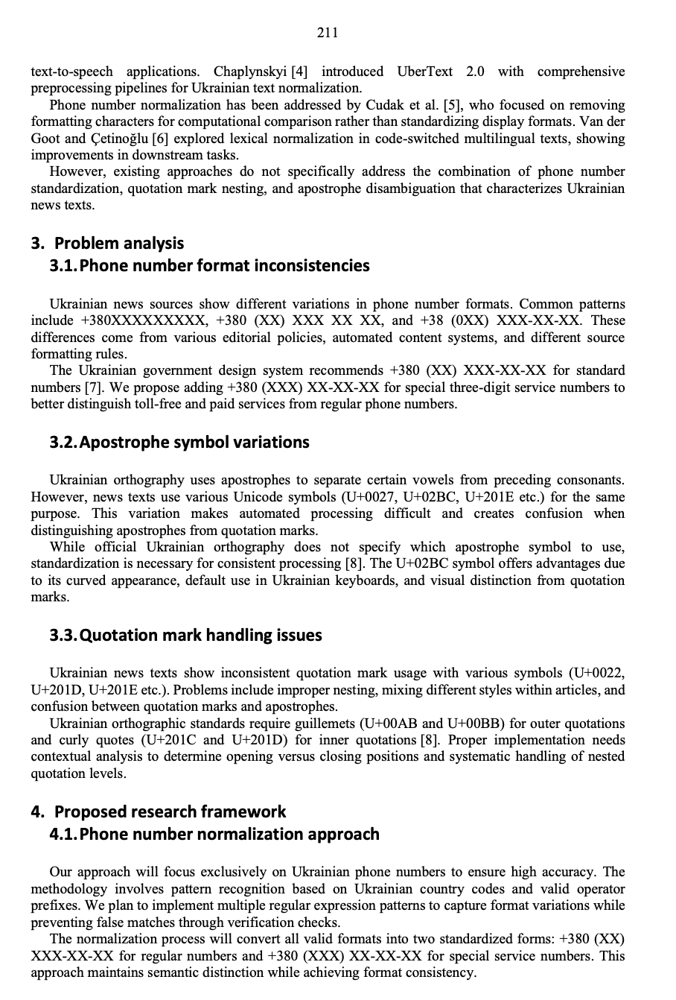 211
text-to-speech applications. Chaplynskyi [4] introduced UberText 2.0 with comprehensive
preprocessing pipelines for Ukrainian text normalization.
Phone number normalization has been addressed by Cudak et al. [5], who focused on removing
formatting characters for computational comparison rather than standardizing display formats. Van der
Goot and Çetinoğlu [6] explored lexical normalization in code-switched multilingual texts, showing
improvements in downstream tasks.
However, existing approaches do not specifically address the combination of phone number
standardization, quotation mark nesting, and apostrophe disambiguation that characterizes Ukrainian
news texts.
3. Problem analysis
3.1. Phone number format inconsistencies
Ukrainian news sources show different variations in phone number formats. Common patterns
include +380XXXXXXXXX, +380 (XX) XXX XX XX, and +38 (0XX) XXX-XX-XX. These
differences come from various editorial policies, automated content systems, and different source
formatting rules.
The Ukrainian government design system recommends +380 (XX) XXX-XX-XX for standard
numbers [7]. We propose adding +380 (XXX) XX-XX-XX for special three-digit service numbers to
better distinguish toll-free and paid services from regular phone numbers.
3.2. Apostrophe symbol variations
Ukrainian orthography uses apostrophes to separate certain vowels from preceding consonants.
However, news texts use various Unicode symbols (U+0027, U+02BC, U+201E etc.) for the same
purpose. This variation makes automated processing difficult and creates confusion when
distinguishing apostrophes from quotation marks.
While official Ukrainian orthography does not specify which apostrophe symbol to use,
standardization is necessary for consistent processing [8]. The U+02BC symbol offers advantages due
to its curved appearance, default use in Ukrainian keyboards, and visual distinction from quotation
marks.
3.3. Quotation mark handling issues
Ukrainian news texts show inconsistent quotation mark usage with various symbols (U+0022,
U+201D, U+201E etc.). Problems include improper nesting, mixing different styles within articles, and
confusion between quotation marks and apostrophes.
Ukrainian orthographic standards require guillemets (U+00AB and U+00BB) for outer quotations
and curly quotes (U+201C and U+201D) for inner quotations [8]. Proper implementation needs
contextual analysis to determine opening versus closing positions and systematic handling of nested
quotation levels.
4. Proposed research framework
4.1. Phone number normalization approach
Our approach will focus exclusively on Ukrainian phone numbers to ensure high accuracy. The
methodology involves pattern recognition based on Ukrainian country codes and valid operator
prefixes. We plan to implement multiple regular expression patterns to capture format variations while
preventing false matches through verification checks.
The normalization process will convert all valid formats into two standardized forms: +380 (XX)
XXX-XX-XX for regular numbers and +380 (XXX) XX-XX-XX for special service numbers. This
approach maintains semantic distinction while achieving format consistency.